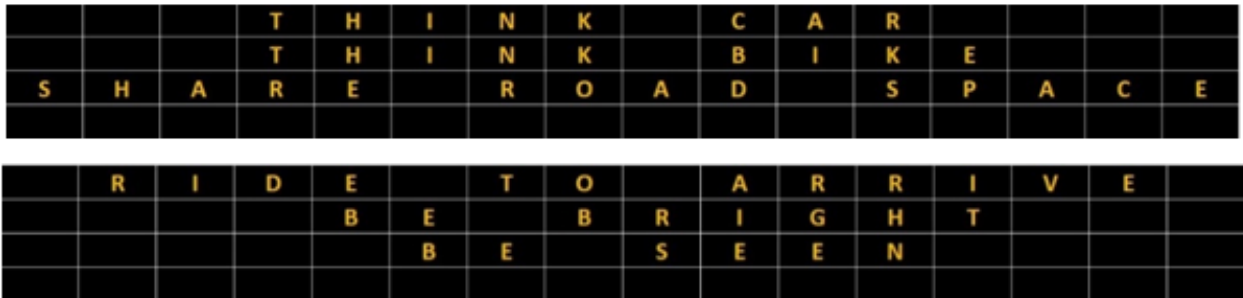 THINK CAR
THINK BIKE
SHARE ROAD SPACE
RIDE TO ARRIVE
BE BRIGHT
BE SEEN